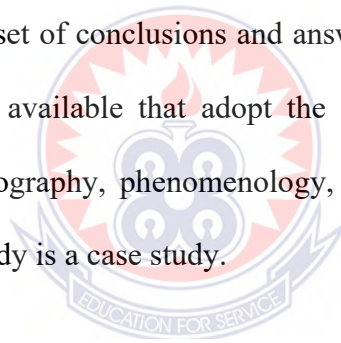 set of conclusions and answ
available that adopt the
ography, phenomenology,
dy is a case study.
EDUCATION FOR SERVICE